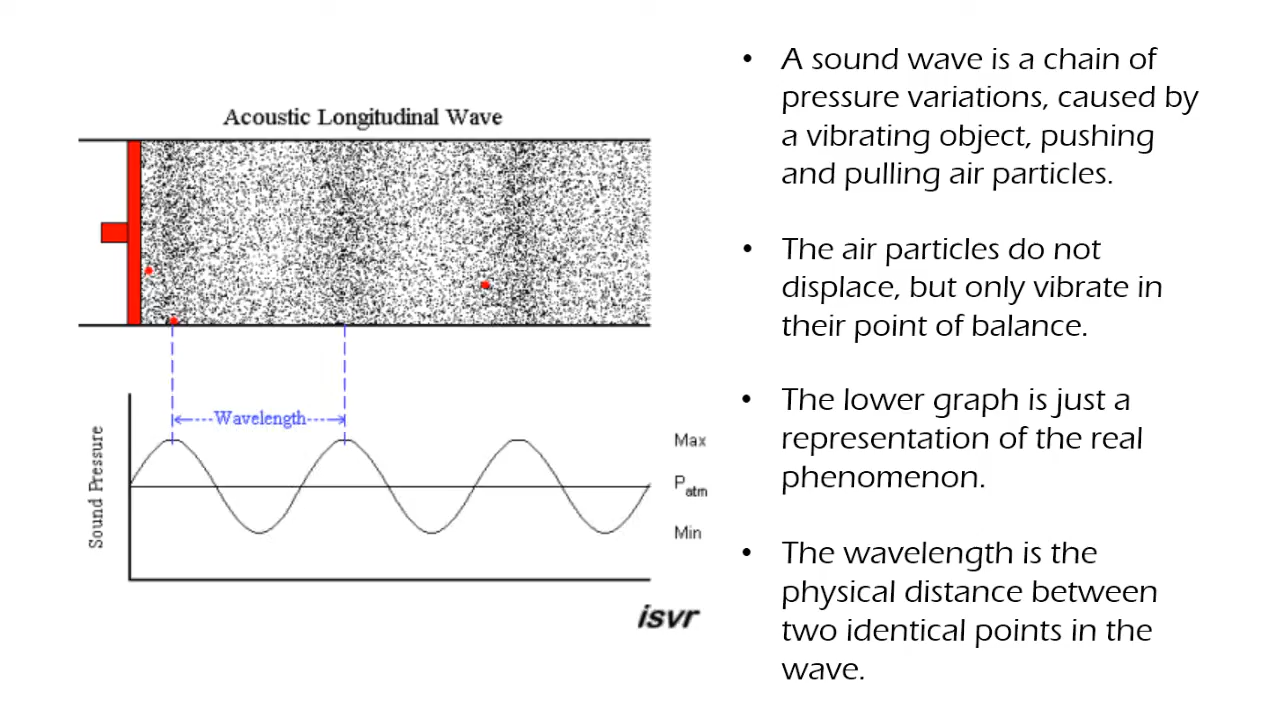 Acoustic Longitudinal Wave
Wavelength
Sound Pressure
Max
Patm
Min
isvr
• A sound wave is a chain of
pressure variations, caused by
a vibrating object, pushing
and pulling air particles.
• The air particles do not
displace, but only vibrate in
their point of balance.
• The lower graph is just a
representation of the real
phenomenon.
• The wavelength is the
physical distance between
two identical points in the
wave.